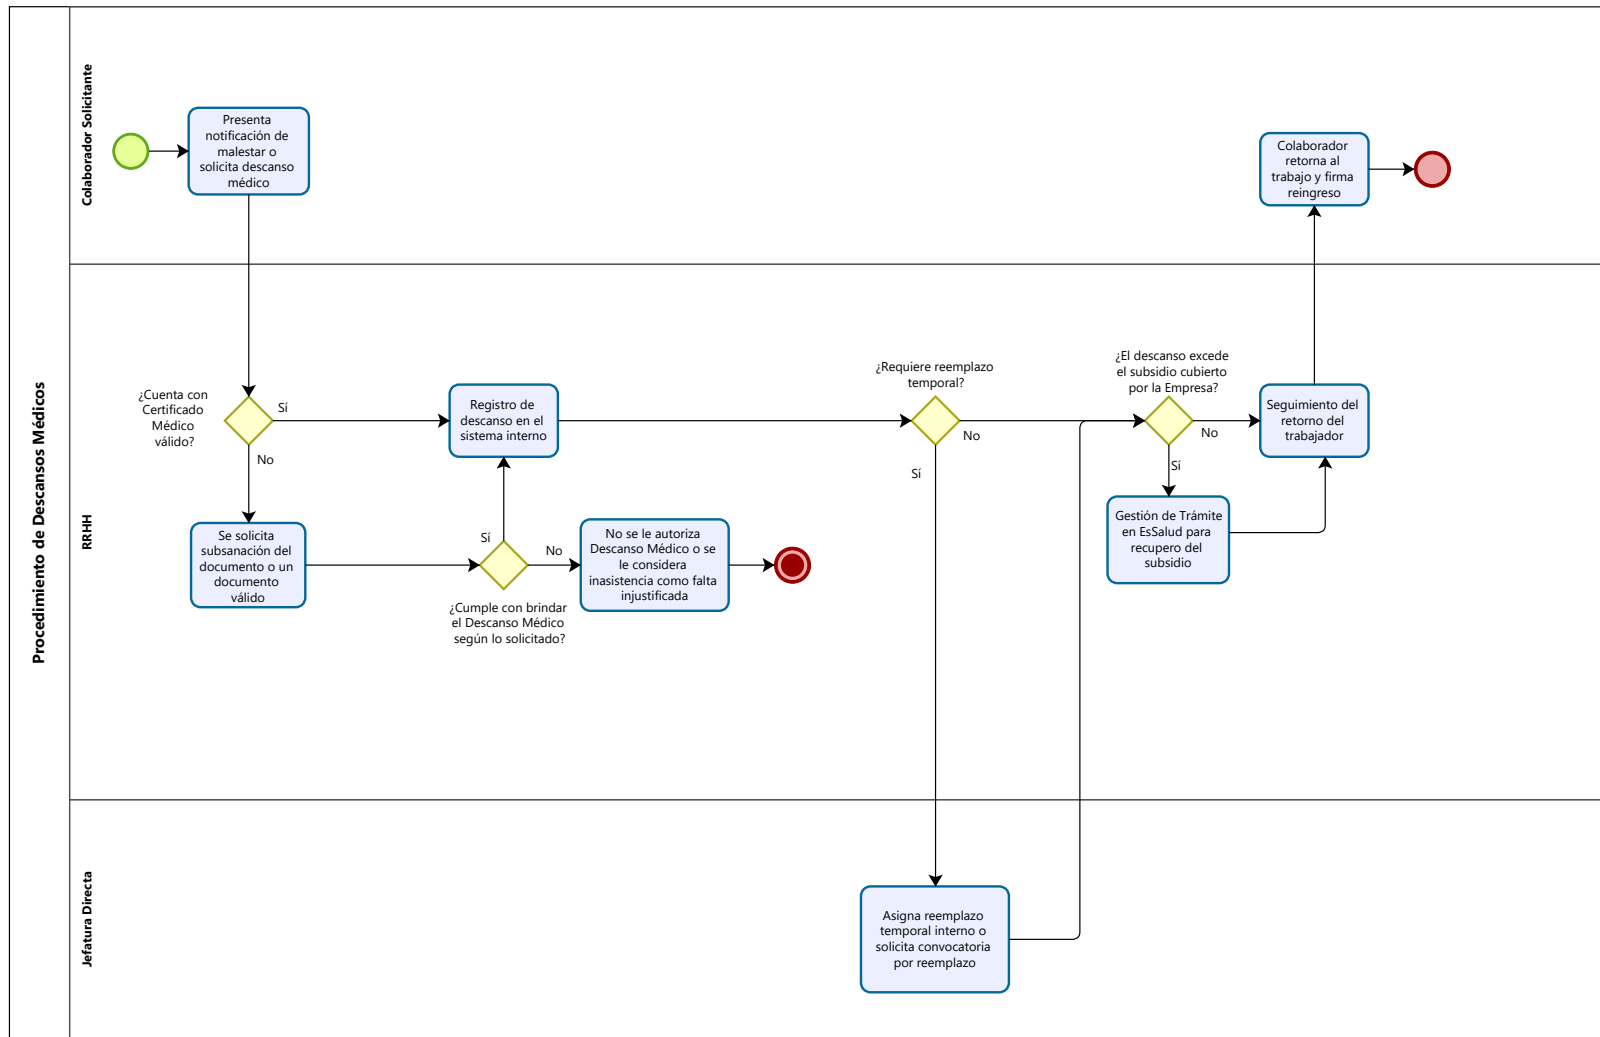 Procedimiento de Descansos Médicos
Colaborador Solicitante
Presenta
notificación de
malestar o
solicita descanso
médico
Colaborador
retorna al
trabajo y firma
reingreso
RRHH
¿Cuenta con
Certificado
Médico
válido?
Sí
No
Registro de
descanso en el
sistema interno
¿Requiere reemplazo
temporal?
No
Sí
¿El descanso excede
el subsidio cubierto
por la Empresa?
No
Sí
Seguimiento del
retorno del
trabajador
Se solicita
subsanación del
documento o un
documento
válido
Sí
No
¿Cumple con brindar
el Descanso Médico
según lo solicitado?
No se le autoriza
Descanso Médico o se
le considera
inasistencia como falta
injustificada
Gestión de Trámite
en EsSalud para
recupero del
subsidio
Jefatura Directa
Asigna reemplazo
temporal interno o
solicita convocatoria
por reemplazo